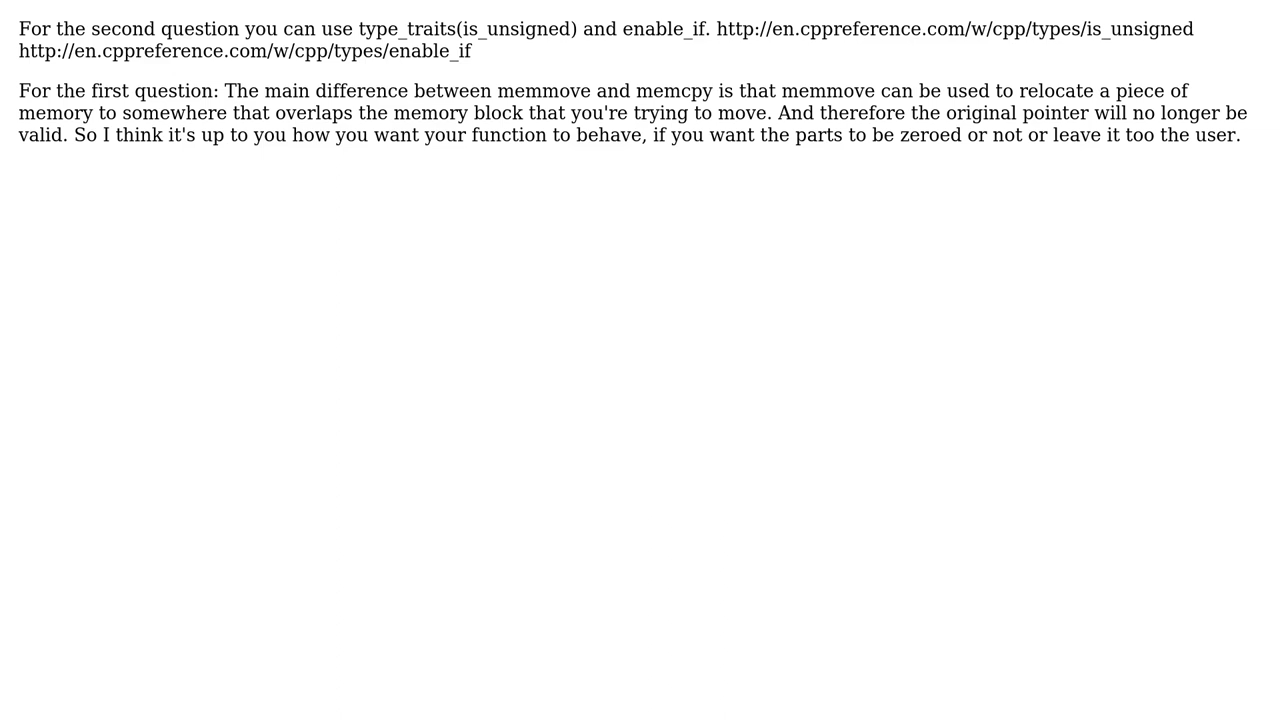 For the second question you can use type_traits(is_unsigned) and enable_if. http://en.cppreference.com/w/cpp/types/is_unsigned
http://en.cppreference.com/w/cpp/types/enable_if
For the first question: The main difference between memmove and memcpy is that memmove can be used to relocate a piece of
memory to somewhere that overlaps the memory block that you're trying to move. And therefore the original pointer will no longer be
valid. So I think it's up to you how you want your function to behave, if you want the parts to be zeroed or not or leave it too the user.